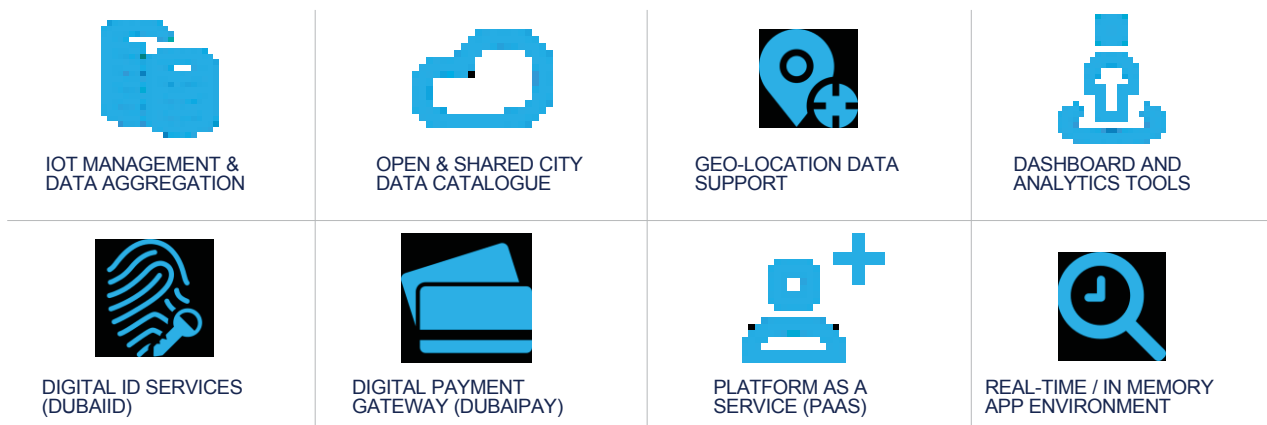 IOT MANAGEMENT &
DATA AGGREGATION
OPEN & SHARED CITY
DATA CATALOGUE
GEO-LOCATION DATA
SUPPORT
DASHBOARD AND
ANALYTICS TOOLS
DIGITAL ID SERVICES
(DUBAIID)
DIGITAL PAYMENT
GATEWAY (DUBAIPAY)
PLATFORM AS A
SERVICE (PAAS)
REAL-TIME / IN MEMORY
APP ENVIRONMENT